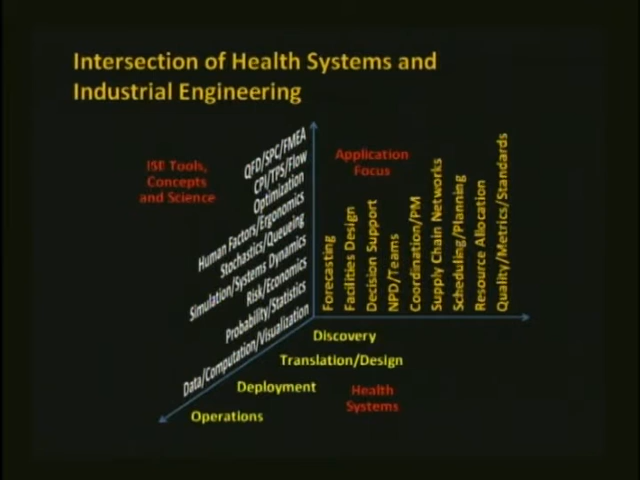 Intersection of Health Systems and
Industrial Engineering
ISE Tools,
Concepts
and Science
QFD/SPC/FMEA
CPI/TPS/Flow
Optimization
Human Factors/Ergonomics
Stochastics/Queueing
Simulation/Systems Dynamics
Risk/Economics
Probability/Statistics
Data/Computation/Visualization
Application
Focus
Forecasting
Facilities Design
Decision Support
NPD/Teams
Coordination/PM
Supply Chain Networks
Scheduling/Planning
Resource Allocation
Quality/Metrics/Standards
Discovery
Translation/Design
Deployment
Operations
Health
Systems